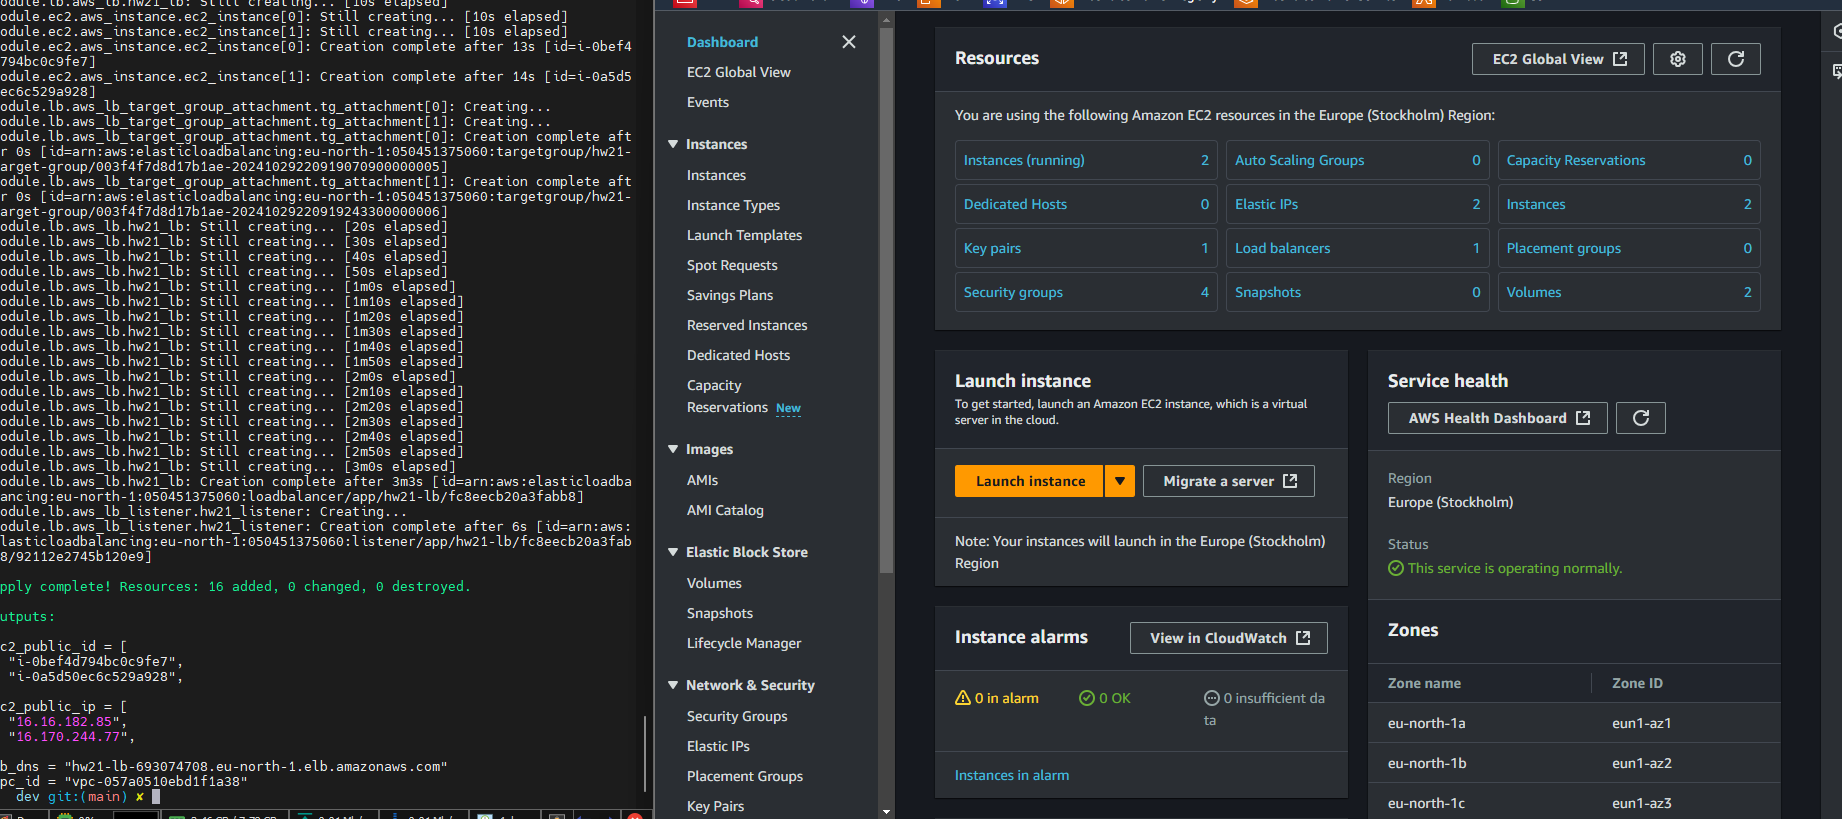 odule.lb.aws_lb.hw21_lb: Still creating... [10s elapsed]
odule.ec2.aws_instance.ec2_instance[0]: Still creating... [10s elapsed]
odule.ec2.aws_instance.ec2_instance[1]: Still creating... [10s elapsed]
odule.ec2.aws_instance.ec2_instance[0]: Creation complete after 13s [id=i-0bef4
794bc0c9fe7]
odule.ec2.aws_instance.ec2_instance[1]: Creation complete after 14s [id=i-0a5d5
ec6c529a928]
odule.lb.aws_lb_target_group_attachment.tg_attachment[0]: Creating...
odule.lb.aws_lb_target_group_attachment.tg_attachment[1]: Creating...
odule.lb.aws_lb_target_group_attachment.tg_attachment[0]: Creation complete aft
r 0s [id=arn:aws:elasticloadbalancing:eu-north-1:050451375060:targetgroup/hw21-
arget-group/003f4f7d8d17b1ae-20241029220919070900000005]
odule.lb.aws_lb_target_group_attachment.tg_attachment[1]: Creation complete aft
r 0s [id=arn:aws:elasticloadbalancing:eu-north-1:050451375060:targetgroup/hw21-
arget-group/003f4f7d8d17b1ae-20241029220919243300000006]
odule.lb.aws_lb.hw21_lb: Still creating... [20s elapsed]
odule.lb.aws_lb.hw21_lb: Still creating... [30s elapsed]
odule.lb.aws_lb.hw21_lb: Still creating... [40s elapsed]
odule.lb.aws_lb.hw21_lb: Still creating... [50s elapsed]
odule.lb.aws_lb.hw21_lb: Still creating... [1m0s elapsed]
odule.lb.aws_lb.hw21_lb: Still creating... [1m10s elapsed]
odule.lb.aws_lb.hw21_lb: Still creating... [1m20s elapsed]
odule.lb.aws_lb.hw21_lb: Still creating... [1m30s elapsed]
odule.lb.aws_lb.hw21_lb: Still creating... [1m40s elapsed]
odule.lb.aws_lb.hw21_lb: Still creating... [1m50s elapsed]
odule.lb.aws_lb.hw21_lb: Still creating... [2m0s elapsed]
odule.lb.aws_lb.hw21_lb: Still creating... [2m10s elapsed]
odule.lb.aws_lb.hw21_lb: Still creating... [2m20s elapsed]
odule.lb.aws_lb.hw21_lb: Still creating... [2m30s elapsed]
odule.lb.aws_lb.hw21_lb: Still creating... [2m40s elapsed]
odule.lb.aws_lb.hw21_lb: Still creating... [2m50s elapsed]
odule.lb.aws_lb.hw21_lb: Still creating... [3m0s elapsed]
odule.lb.aws_lb.hw21_lb: Creation complete after 3m3s [id=arn:aws:elasticloadba
ancing:eu-north-1:050451375060:loadbalancer/app/hw21-lb/fc8eecb20a3fabb8]
odule.lb.aws_lb_listener.hw21_listener: Creating...
odule.lb.aws_lb_listener.hw21_listener: Creation complete after 6s [id=arn:aws:
lasticloadbalancing:eu-north-1:050451375060:listener/app/hw21-lb/fc8eecb20a3fab
8/92112e2745b120e9]
pply complete! Resources: 16 added, 0 changed, 0 destroyed.
utputs:
c2_public_id = [
"i-0bef4d794bc0c9fe7",
"i-0a5d50ec6c529a928",
c2_public_ip = [
"16.16.182.85",
"16.170.244.77",
b_dns = "hw21-lb-693074708.eu-north-1.elb.amazonaws.com"
pc_id = "vpc-057a0510ebd1f1a38"
dev git:(main) ✘
Dashboard
EC2 Global View
Events
Instances
Instances
Instance Types
Launch Templates
Spot Requests
Savings Plans
Reserved Instances
Dedicated Hosts
Capacity
Reservations New
Images
AMIs
AMI Catalog
Elastic Block Store
Volumes
Snapshots
Lifecycle Manager
Network & Security
Security Groups
Elastic IPs
Placement Groups
Key Pairs
Resources
EC2 Global View
You are using the following Amazon EC2 resources in the Europe (Stockholm) Region:
Instances (running) 2 Auto Scaling Groups 0 Capacity Reservations 0
Dedicated Hosts 0 Elastic IPs 2 Instances 2
Key pairs 1 Load balancers 1 Placement groups 0
Security groups 4 Snapshots 0 Volumes 2
Launch instance
To get started, launch an Amazon EC2 instance, which is a virtual
server in the cloud.
Launch instance Migrate a server
Note: Your instances will launch in the Europe (Stockholm)
Region
Instance alarms View in CloudWatch
0 in alarm 0 OK 0 insufficient da
ta
Instances in alarm
Service health
AWS Health Dashboard
Region
Europe (Stockholm)
Status
This service is operating normally.
Zones
Zone name Zone ID
eu-north-1a eun1-az1
eu-north-1b eun1-az2
eu-north-1c eun1-az3